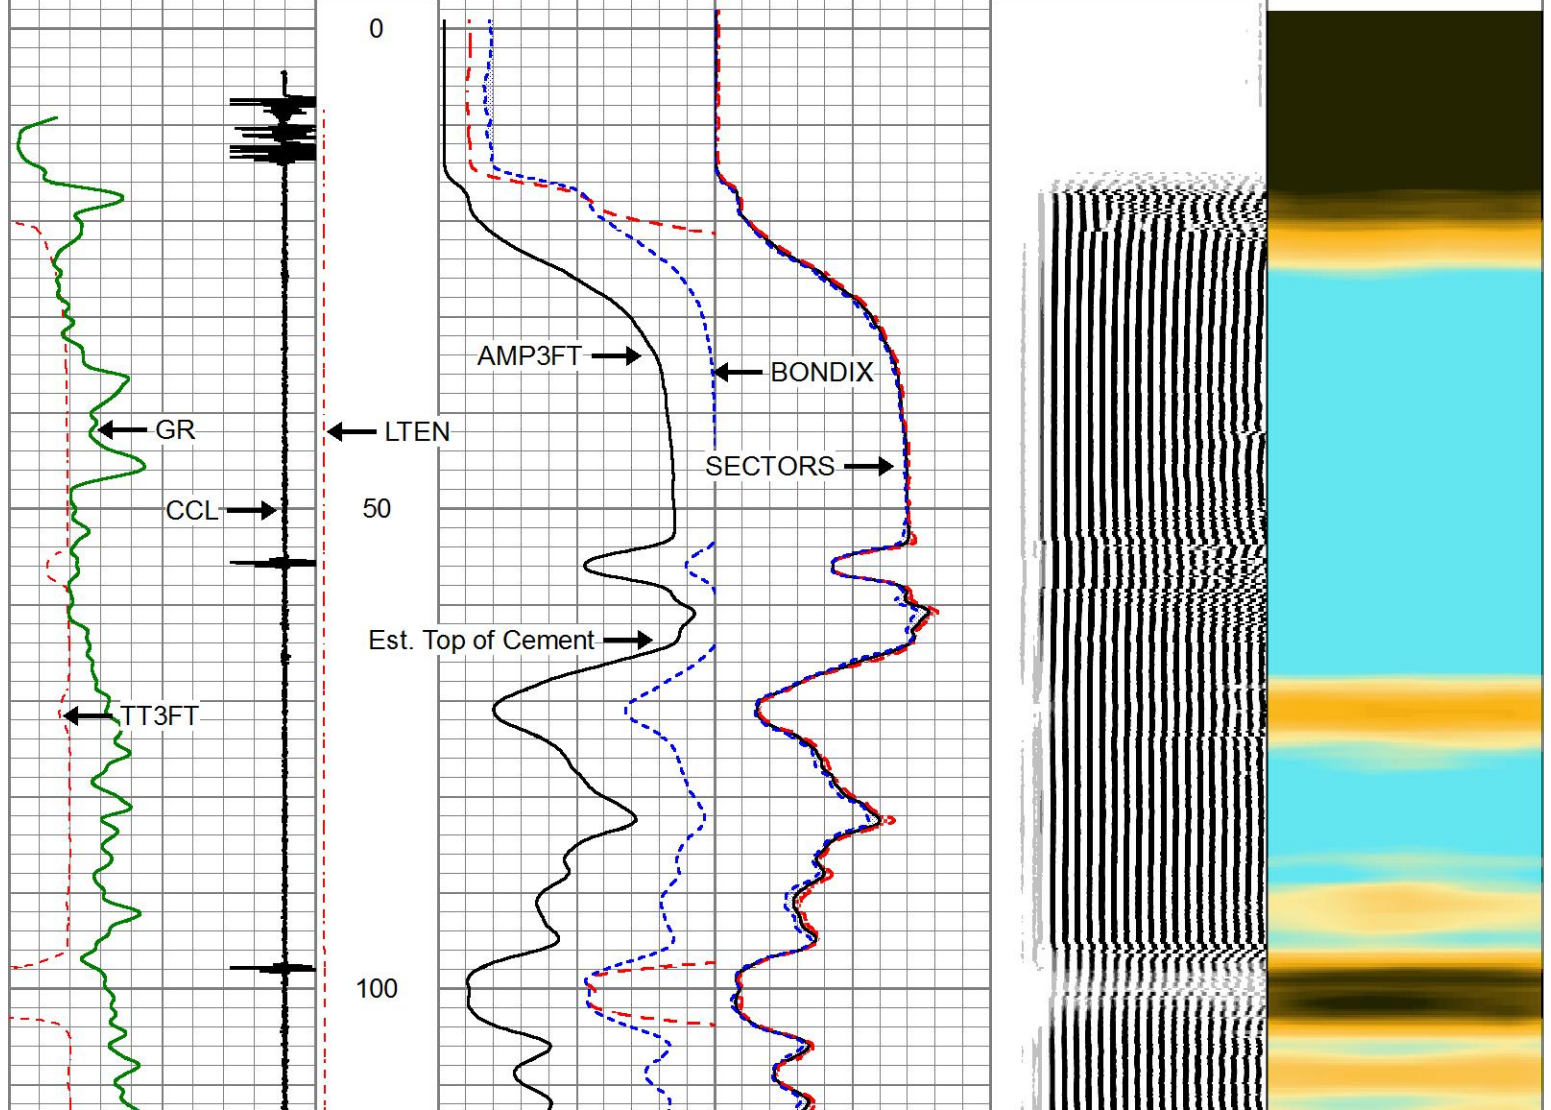 0
AMP3FT
BONDIX
GR
LTEN
SECTORS
CCL
50
Est. Top of Cement
TT3FT
100